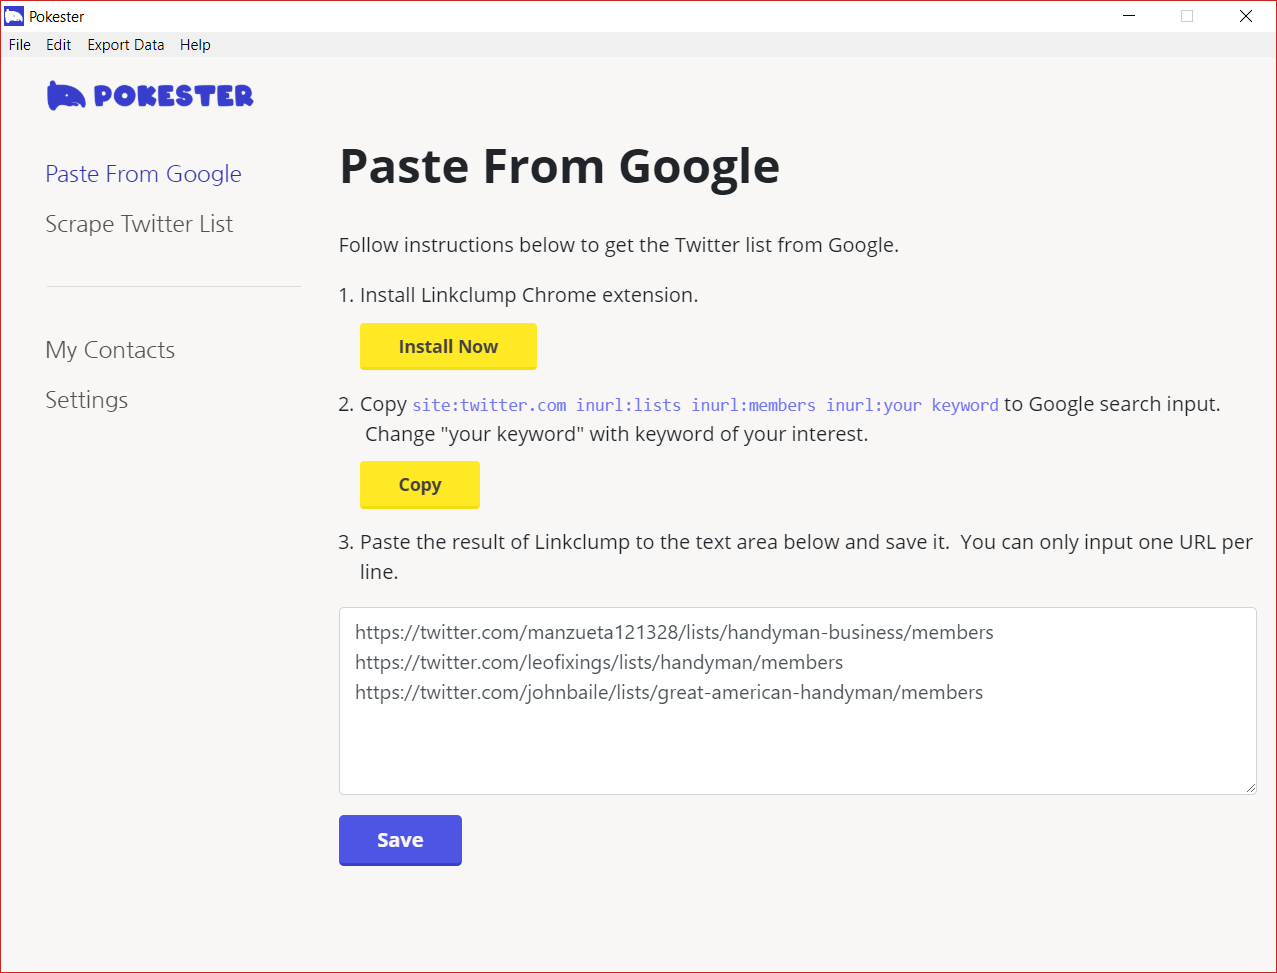 Pokester
File Edit Export Data Help
POKESTER
Paste From Google
Scrape Twitter List
My Contacts
Settings
Paste From Google
Follow instructions below to get the Twitter list from Google.
1. Install Linkclump Chrome extension.
Install Now
2. Copy site:twitter.com inurl:lists inurl:members inurl:your keyword to Google search input.
Change "your keyword" with keyword of your interest.
Copy
3. Paste the result of Linkclump to the text area below and save it. You can only input one URL per
line.
https://twitter.com/manzueta121328/lists/handyman-business/members
https://twitter.com/leofixings/lists/handyman/members
https://twitter.com/johnbaile/lists/great-american-handyman/members
Save